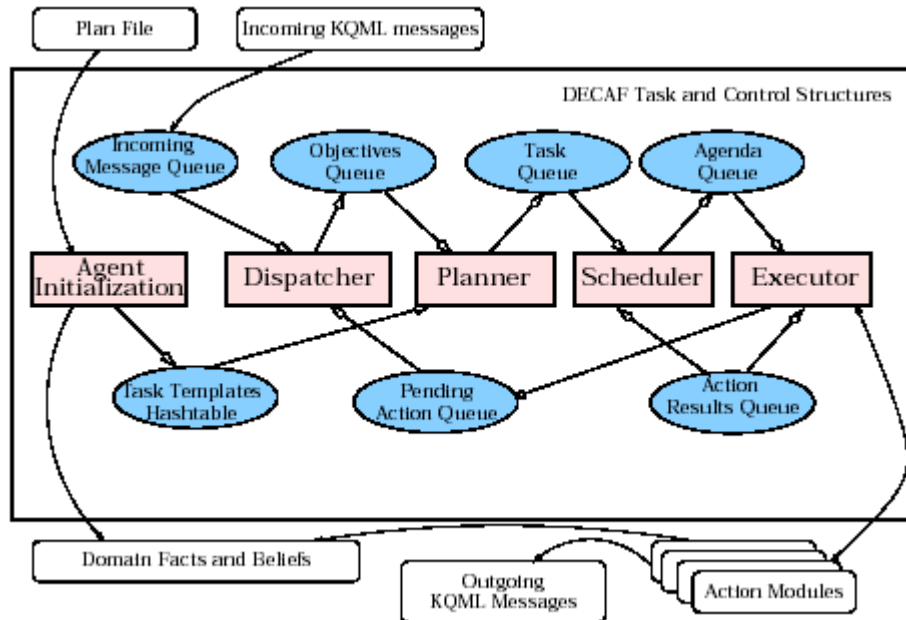 Plan File
Incoming KQML messages
DECAF Task and Control Structures
Incoming
Message Queue
Objectives
Queue
Task
Queue
Agenda
Queue
Agent
Initialization
Dispatcher
Planner
Scheduler
Executor
Task Templates
Hashtable
Pending
Action Queue
Action
Results Queue
Domain Facts and Beliefs
Outgoing
KQML Messages
Action Modules